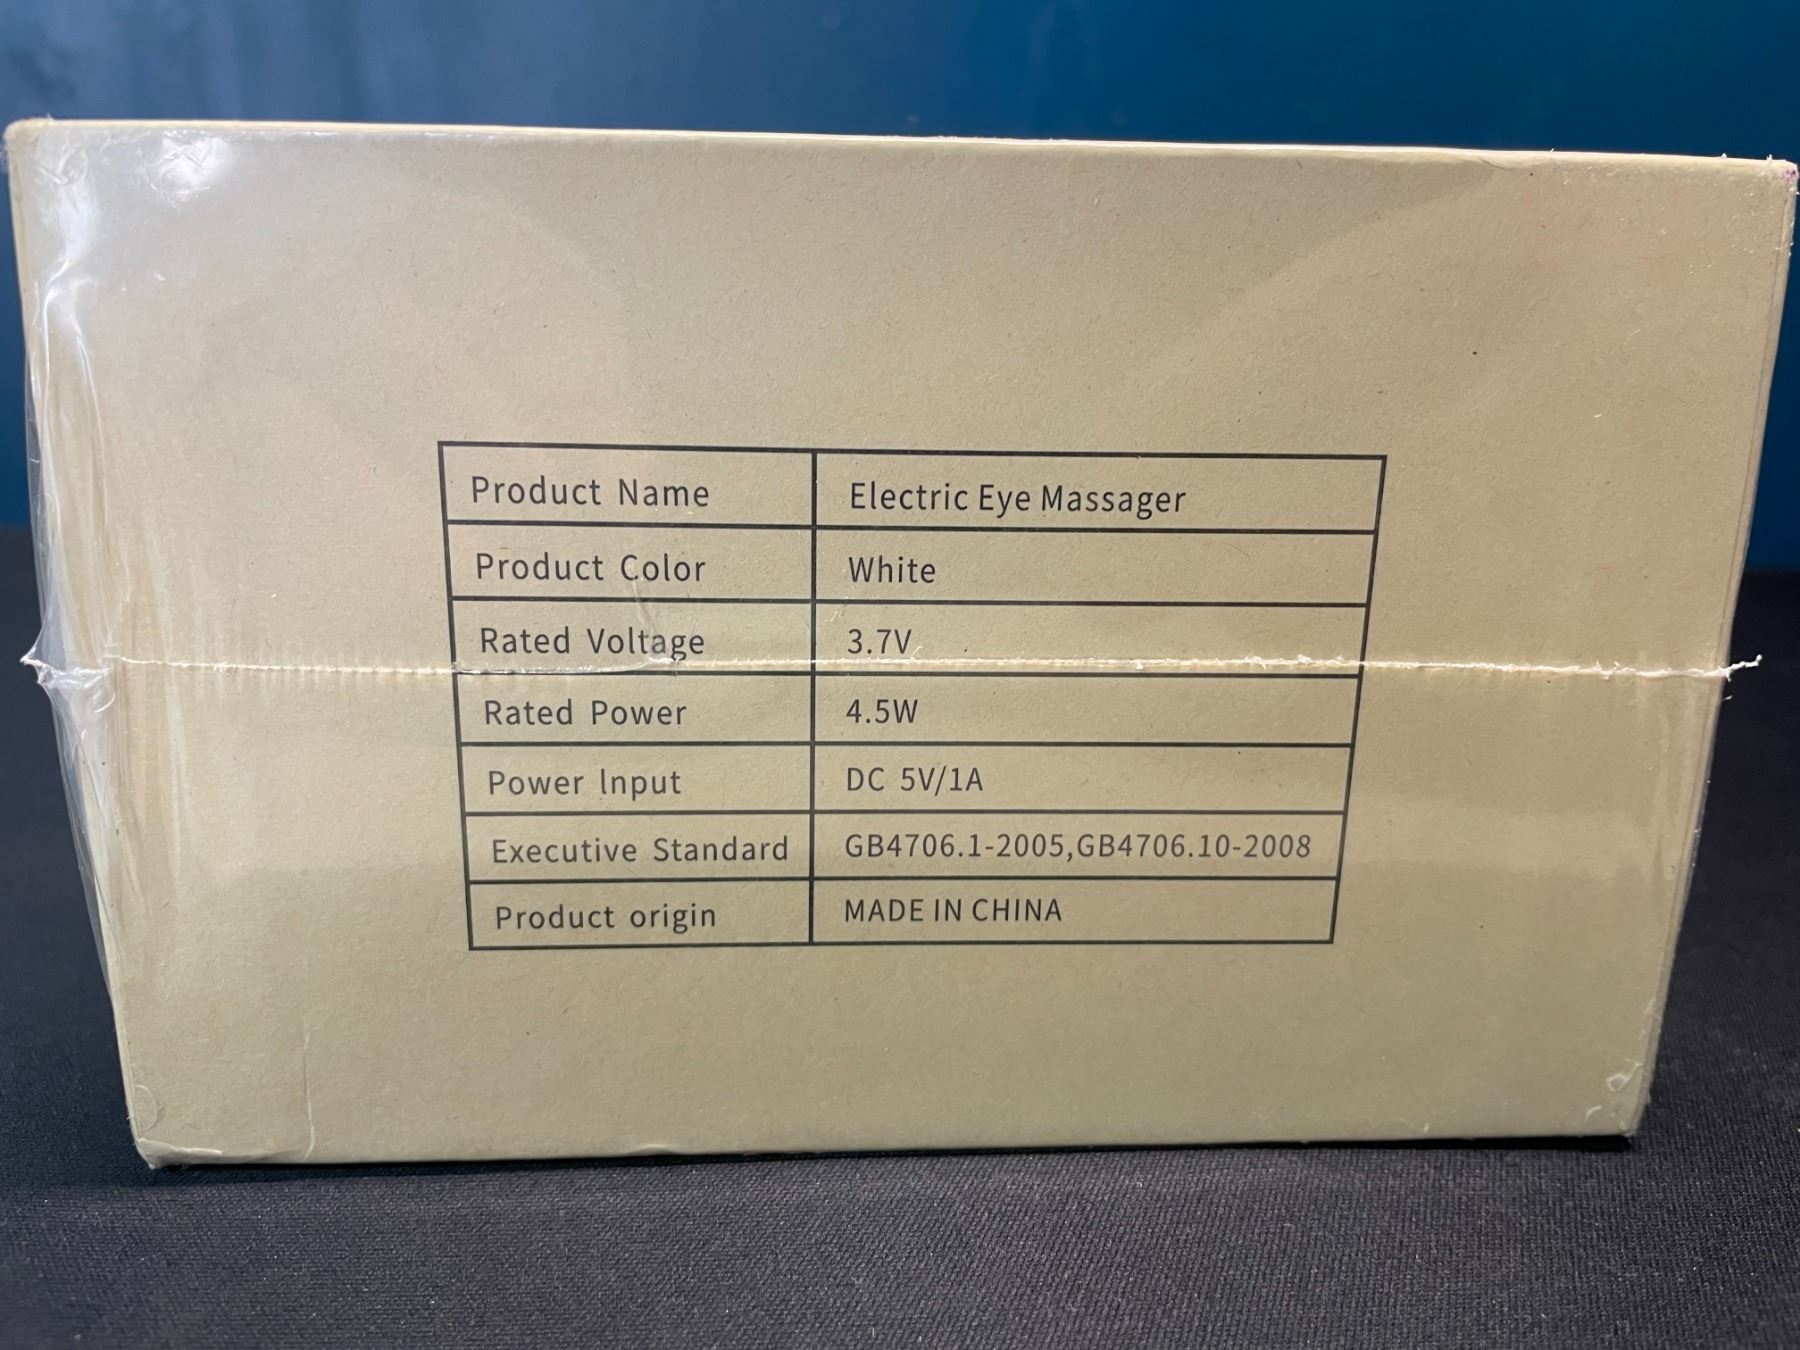 Product Name Electric Eye Massager
Product Color White
Rated Voltage 3.7V
Rated Power 4.5W
Power Input DC 5V/1A
Executive Standard GB4706.1-2005,GB4706.10-2008
Product origin MADE IN CHINA